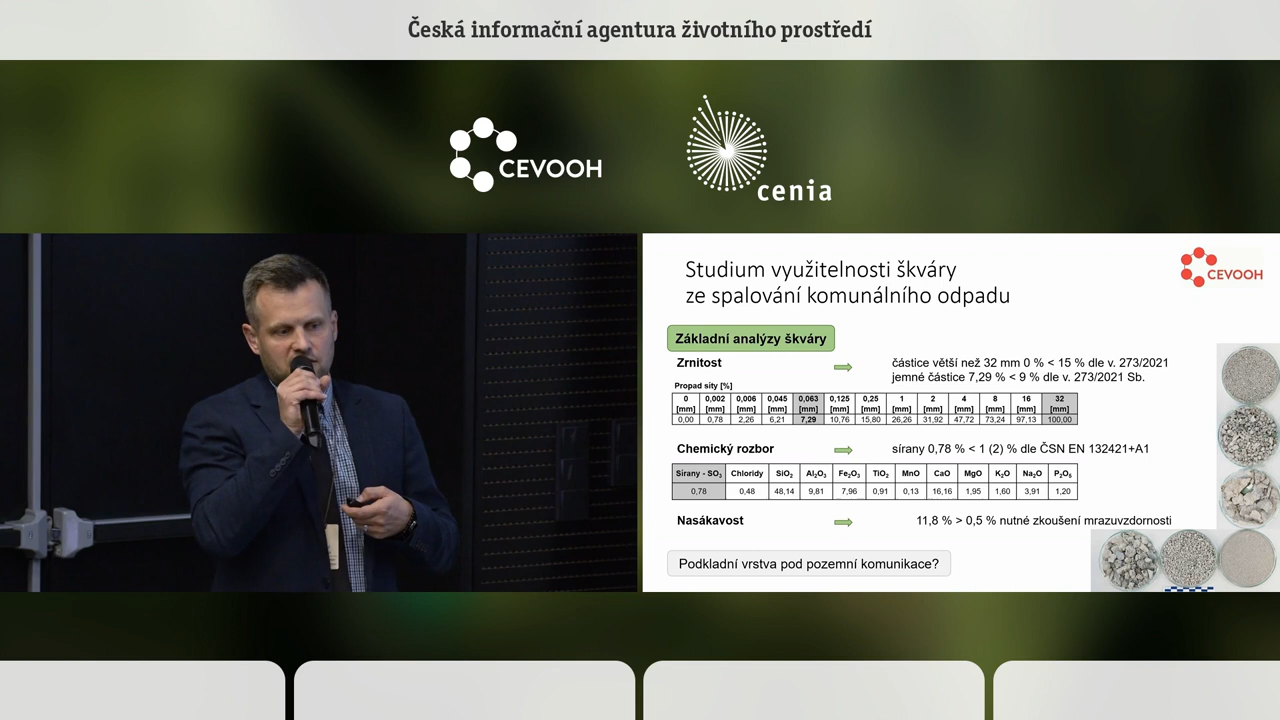 Česká informační agentura životního prostředí
CEVOOH
cenia
Studium využitelnosti škváry
ze spalování komunálního odpadu
CEVOOH
Základní analýzy škváry
Zrnitost
částice větší než 32 mm 0 % < 15 % dle v. 273/2021
jemné částice 7,29 % < 9 % dle v. 273/2021 Sb.
Propad sity [%]
0 0,002 0,006 0,045 0,063 0,125 0,25 1 2 4 8 16 32
[mm] [mm] [mm] [mm] [mm] [mm] [mm] [mm] [mm] [mm] [mm] [mm] [mm]
0,00 0,78 2,26 6,21 7,29 10,76 15,80 26,26 31,92 47,72 73,24 97,13 100,00
Chemický rozbor
sírany 0,78 % < 1 (2) % dle ČSN EN 132421+A1
Sírany - SO₃ Chloridy SiO₂ Al₂O₃ Fe₂O₃ TiO₂ MnO CaO MgO K₂O Na₂O P₂O₅
0,78 0,48 48,14 9,81 7,96 0,91 0,13 16,16 1,95 1,60 3,91 1,20
Nasákavost
11,8 % > 0,5 % nutné zkoušení mrazuvzdornosti
Podkladní vrstva pod pozemní komunikace?